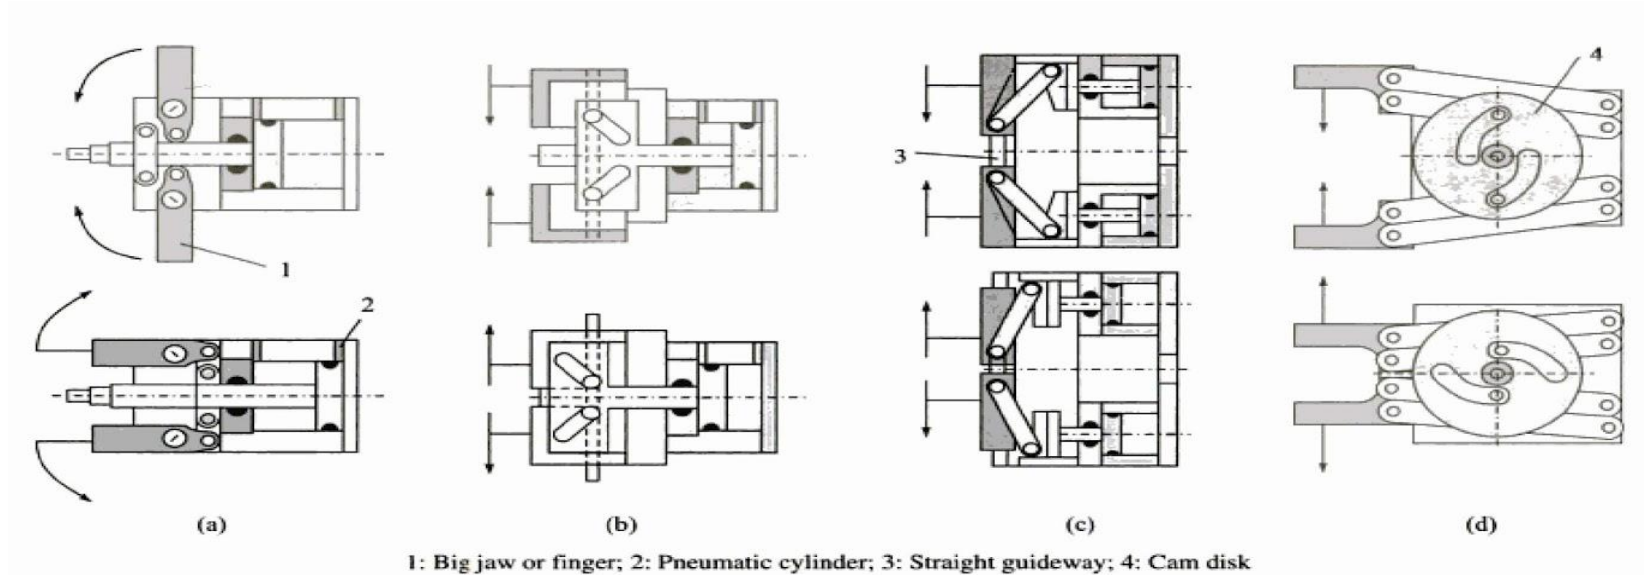 4
3
1
2
(a) (b) (c) (d)
1: Big jaw or finger; 2: Pneumatic cylinder; 3: Straight guideway; 4: Cam disk